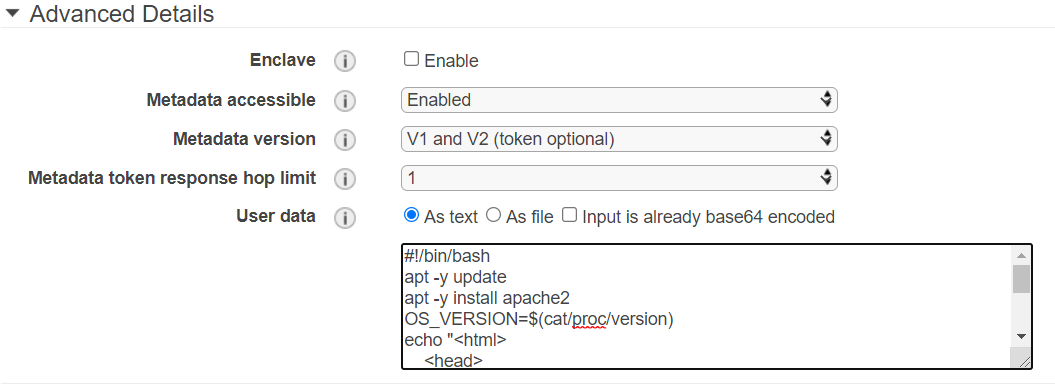 Advanced Details
Enclave Enable
Metadata accessible Enabled
Metadata version V1 and V2 (token optional)
Metadata token response hop limit 1
User data As text As file Input is already base64 encoded
#!/bin/bash
apt -y update
apt -y install apache2
OS_VERSION=$(cat/proc/version)
echo "<html>
<head>